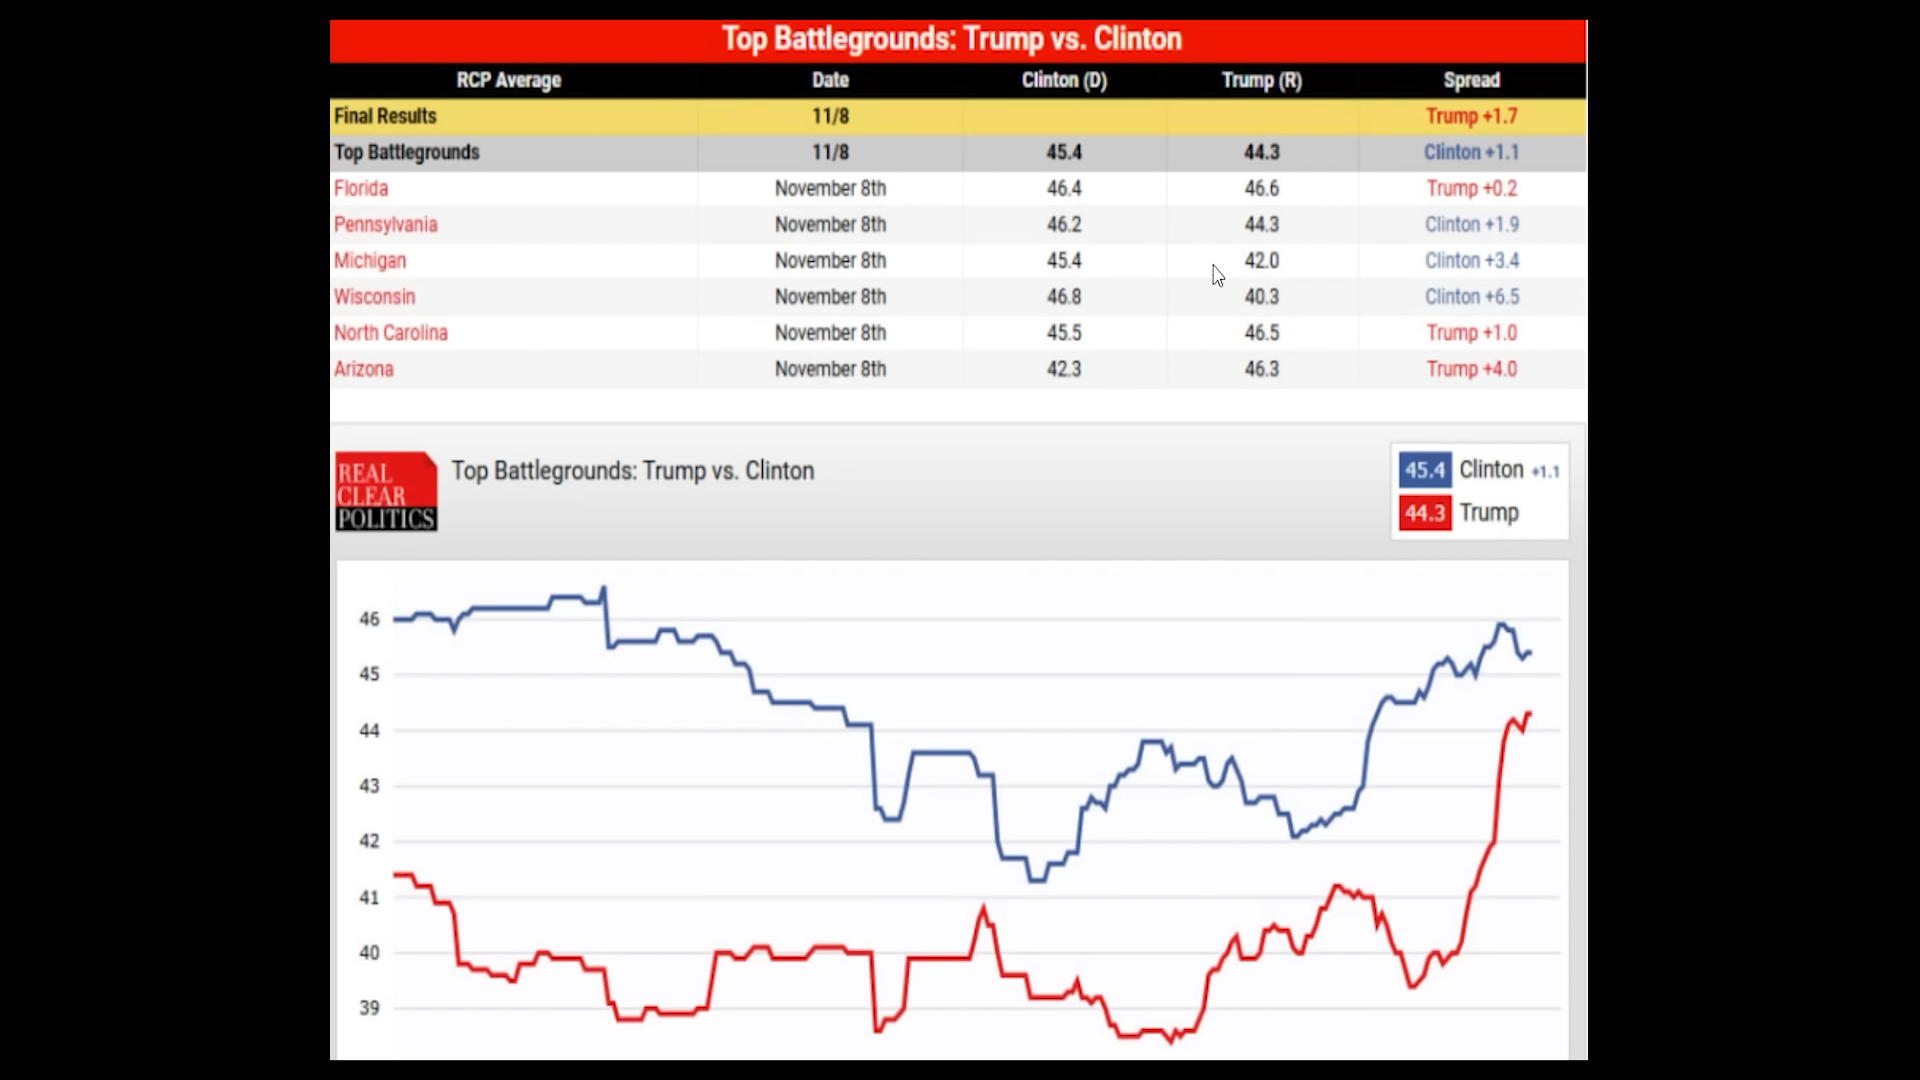 Top Battlegrounds: Trump vs. Clinton
RCP Average Date Clinton (D) Trump (R) Spread
Final Results 11/8 Trump +1.7
Top Battlegrounds 11/8 45.4 44.3 Clinton +1.1
Florida November 8th 46.4 46.6 Trump +0.2
Pennsylvania November 8th 46.2 44.3 Clinton +1.9
Michigan November 8th 45.4 42.0 Clinton +3.4
Wisconsin November 8th 46.8 40.3 Clinton +6.5
North Carolina November 8th 45.5 46.5 Trump +1.0
Arizona November 8th 42.3 46.3 Trump +4.0
REAL
CLEAR
POLITICS
Top Battlegrounds: Trump vs. Clinton
45.4 Clinton +1.1
44.3 Trump
46
45
44
43
42
41
40
39